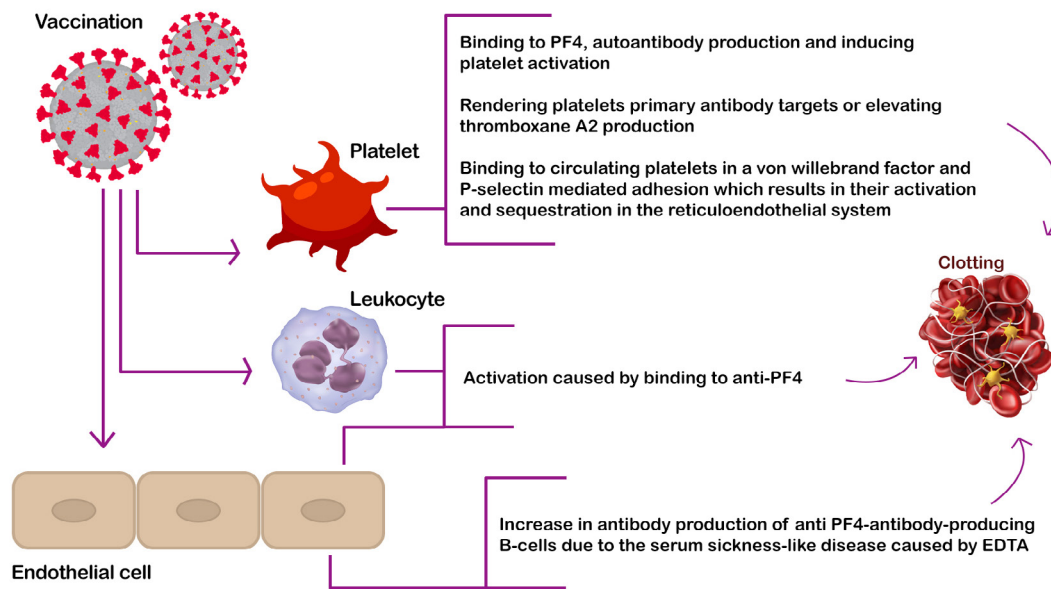 Vaccination
Binding to PF4, autoantibody production and inducing
platelet activation
Rendering platelets primary antibody targets or elevating
thromboxane A2 production
Platelet
Binding to circulating platelets in a von willebrand factor and
P-selectin mediated adhesion which results in their activation
and sequestration in the reticuloendothelial system
Clotting
Leukocyte
Activation caused by binding to anti-PF4
Increase in antibody production of anti PF4-antibody-producing
B-cells due to the serum sickness-like disease caused by EDTA
Endothelial cell